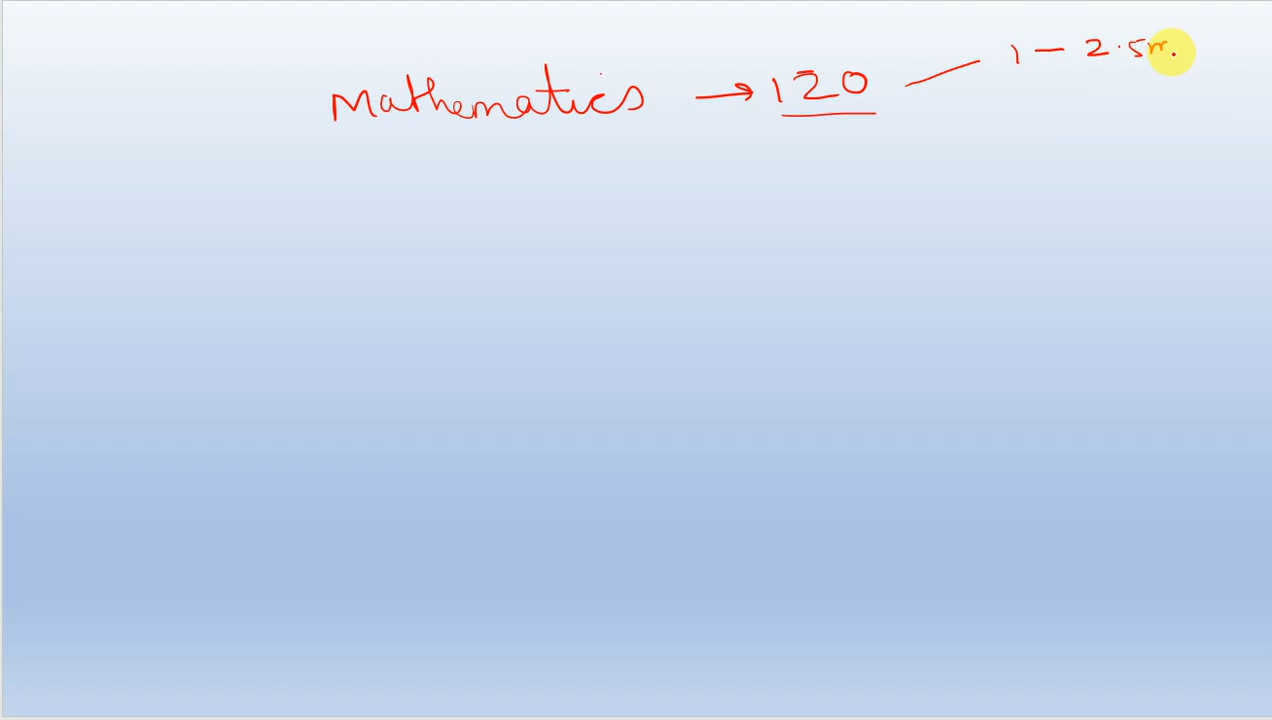 Mathematics → 120 — 1 — 2.5m.